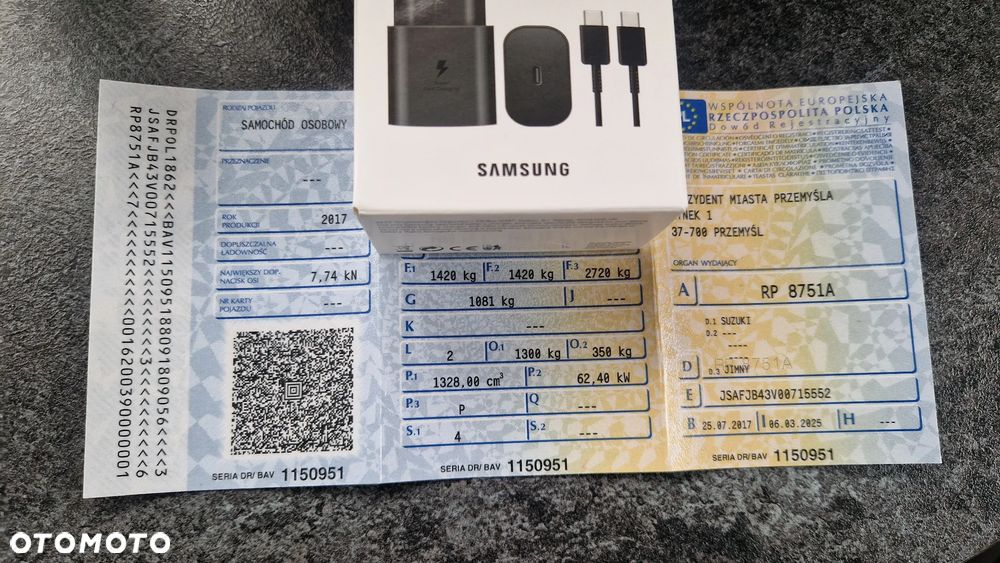 SAMSUNG
DRPOL1862<<BAV1150951880918090056<<<<3
JSAFJB43V00715552<<<<<<<
RP8751A<<7<<<<<<
RODZAJ POJAZDU
SAMOCHÓD OSOBOWY
PRZEZNACZENIE
---
ROK PRODUKCJI 2017
DOPUSZCZALNA ŁADOWNOŚĆ ---
NAJWIĘKSZY DOP. NACISK OSI 7,74 kN
NR KARTY POJAZDU ---
SERIA DR/ BAV 1150951
F.1 1420 kg F.2 1420 kg F.3 2720 kg
G 1081 kg J ---
K ---
L 2 O.1 1300 kg O.2 350 kg
P.1 1328,00 cm³ P.2 62,40 kW
P.3 P Q ---
S.1 4 S.2 ---
SERIA DR/ BAV 1150951
WSPÓLNOTA EUROPEJSKA
RZECZPOSPOLITA POLSKA
Dowód Rejestracyjny
ZYDENT MIASTA PRZEMYŚLA
NEK 1
37-700 PRZEMYŚL
ORGAN WYDAJĄCY
A RP 8751A
D.1 SUZUKI
D.2 ---
----
----
D D.3 JIMNY
E JSAFJB43V00715552
B 25.07.2017 I 06.03.2025 H ---
SERIA DR/ BAV 1150951
OTOMOTO